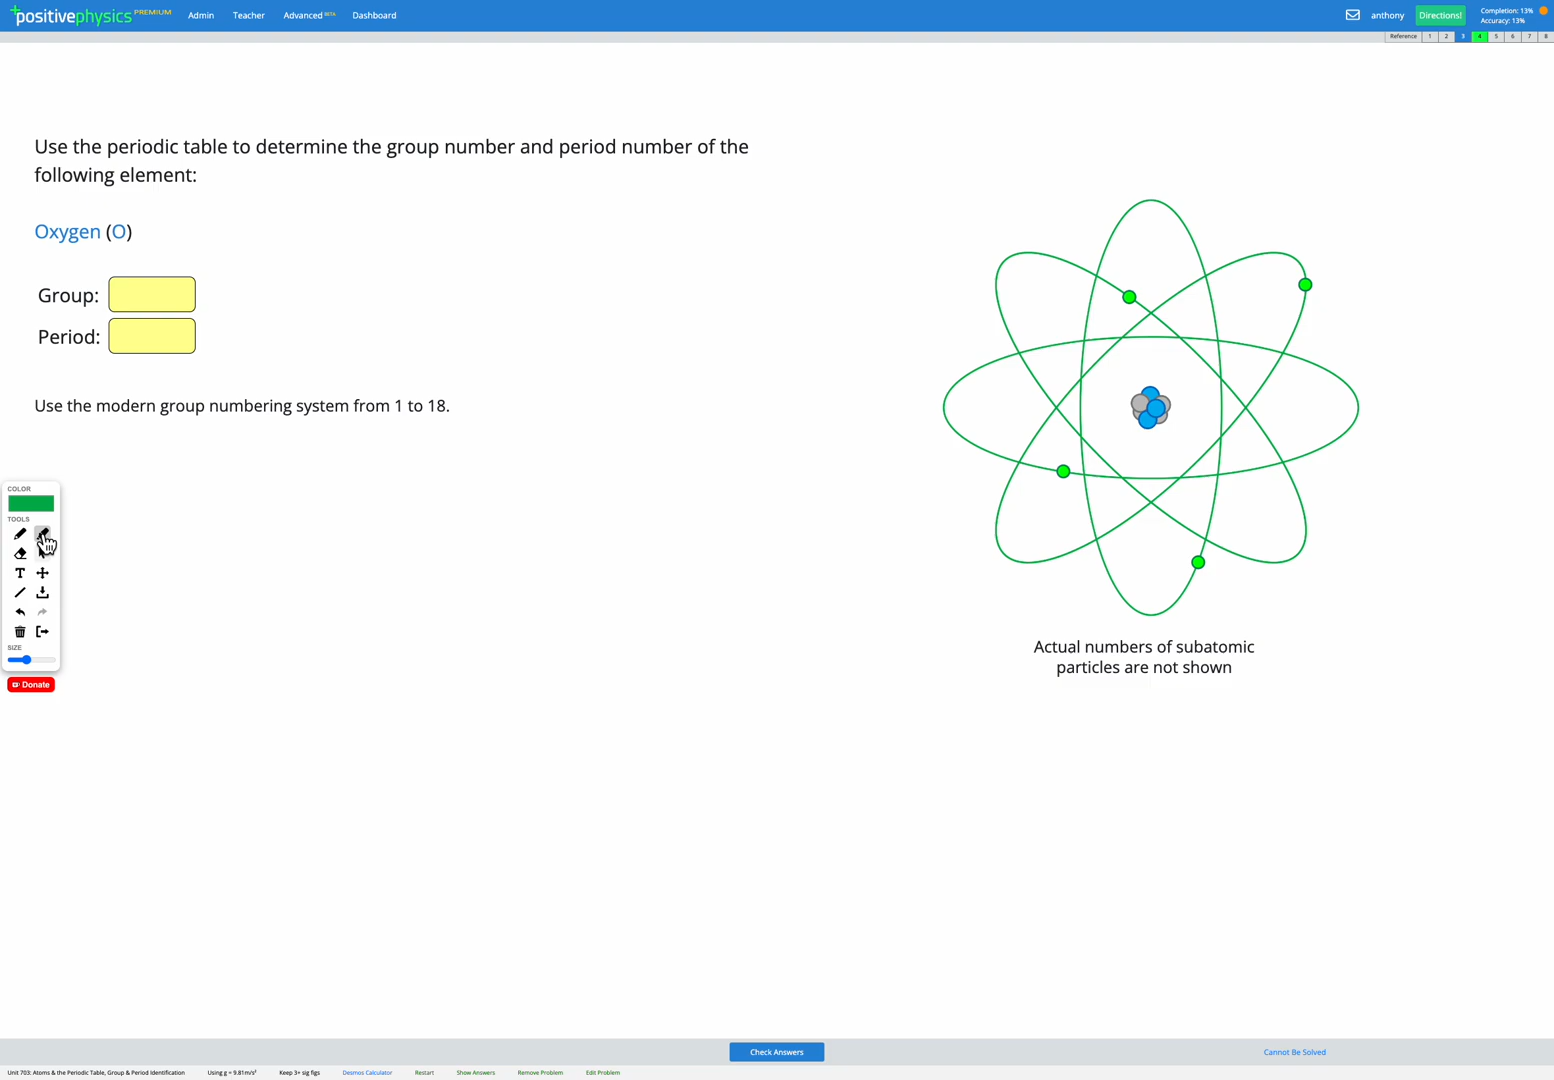 +positivephysics PREMIUM Admin Teacher Advanced BETA Dashboard anthony Directions! Completion: 13%
Accuracy: 13%
Reference 1 2 3 4 5 6 7 8
Use the periodic table to determine the group number and period number of the
following element:
Oxygen (O)
Group:
Period:
Use the modern group numbering system from 1 to 18.
COLOR
TOOLS
T
SIZE
Donate
Actual numbers of subatomic
particles are not shown
Check Answers Cannot Be Solved
Unit 703: Atoms & the Periodic Table, Group & Period Identification Using g = 9.81m/s² Keep 3+ sig figs Desmos Calculator Restart Show Answers Remove Problem Edit Problem